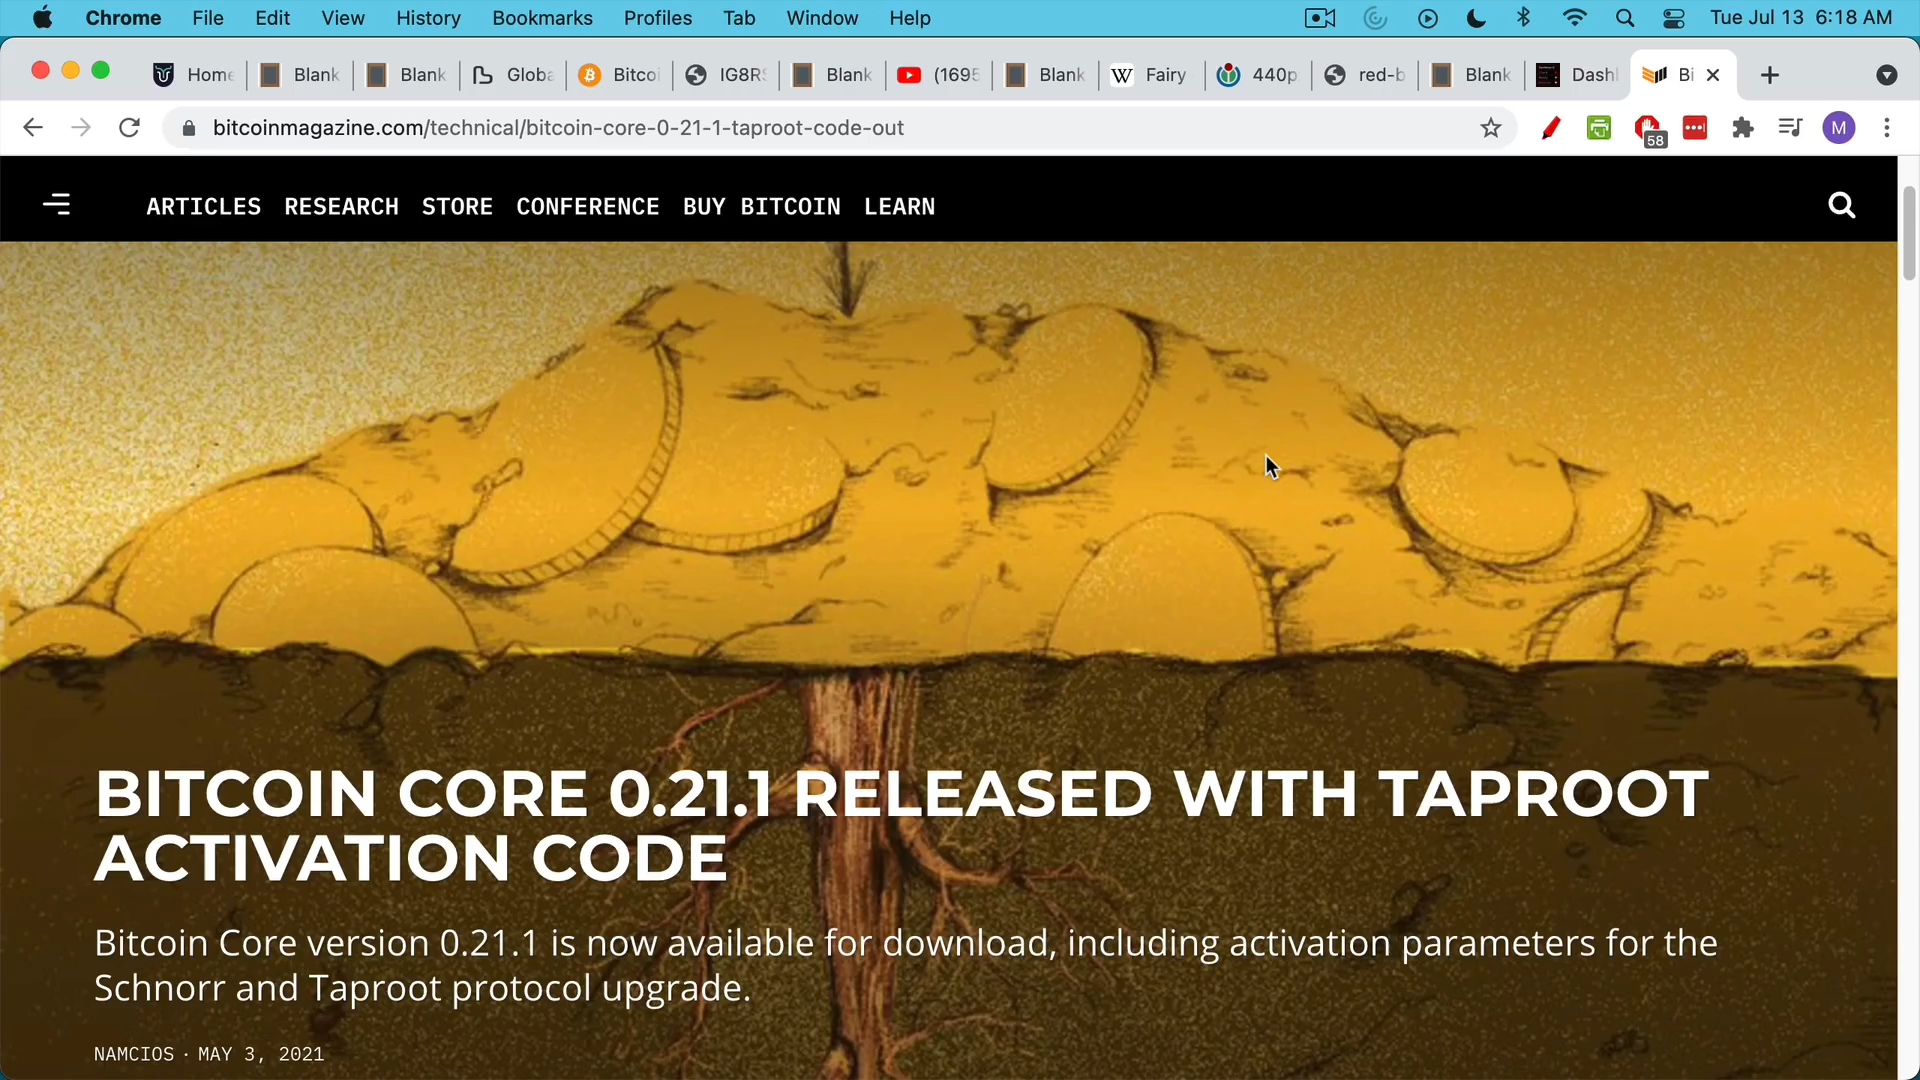 Chrome File Edit View History Bookmarks Profiles Tab Window Help Tue Jul 13 6:18 AM
Home Blank Blank Globa Bitcoi IG8RS Blank (1695 Blank Fairy 440p red-b Blank Dash Bi
bitcoinmagazine.com/technical/bitcoin-core-0-21-1-taproot-code-out 58 M
ARTICLES RESEARCH STORE CONFERENCE BUY BITCOIN LEARN
BITCOIN CORE 0.21.1 RELEASED WITH TAPROOT
ACTIVATION CODE
Bitcoin Core version 0.21.1 is now available for download, including activation parameters for the
Schnorr and Taproot protocol upgrade.
NAMCIOS · MAY 3, 2021